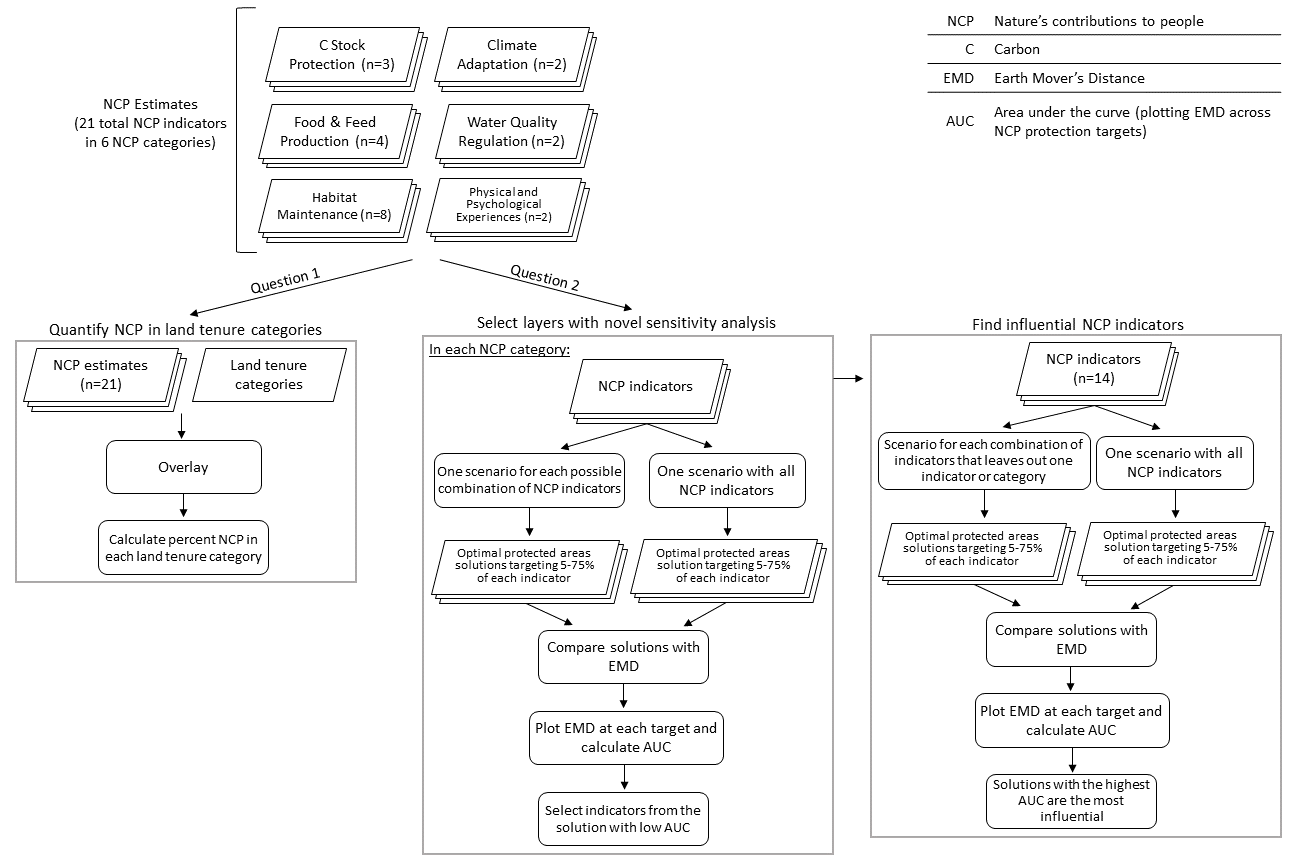 NCP Estimates
(21 total NCP indicators
in 6 NCP categories)
C Stock
Protection (n=3)
Climate
Adaptation (n=2)
Food & Feed
Production (n=4)
Water Quality
Regulation (n=2)
Habitat
Maintenance (n=8)
Physical and
Psychological
Experiences (n=2)
NCP Nature's contributions to people
C Carbon
EMD Earth Mover's Distance
AUC Area under the curve (plotting EMD across
NCP protection targets)
Question 1
Question 2
Quantify NCP in land tenure categories
NCP estimates
(n=21)
Land tenure
categories
Overlay
Calculate percent NCP in
each land tenure category
Select layers with novel sensitivity analysis
In each NCP category:
NCP indicators
One scenario for each possible
combination of NCP indicators
One scenario with all
NCP indicators
Optimal protected areas
solutions targeting 5-75%
of each indicator
Optimal protected areas
solution targeting 5-75%
of each indicator
Compare solutions with
EMD
Plot EMD at each target and
calculate AUC
Select indicators from the
solution with low AUC
Find influential NCP indicators
NCP indicators
(n=14)
Scenario for each combination of
indicators that leaves out one
indicator or category
One scenario with all
NCP indicators
Optimal protected areas
solutions targeting 5-75%
of each indicator
Optimal protected areas
solution targeting 5-75%
of each indicator
Compare solutions with
EMD
Plot EMD at each target and
calculate AUC
Solutions with the highest
AUC are the most
influential